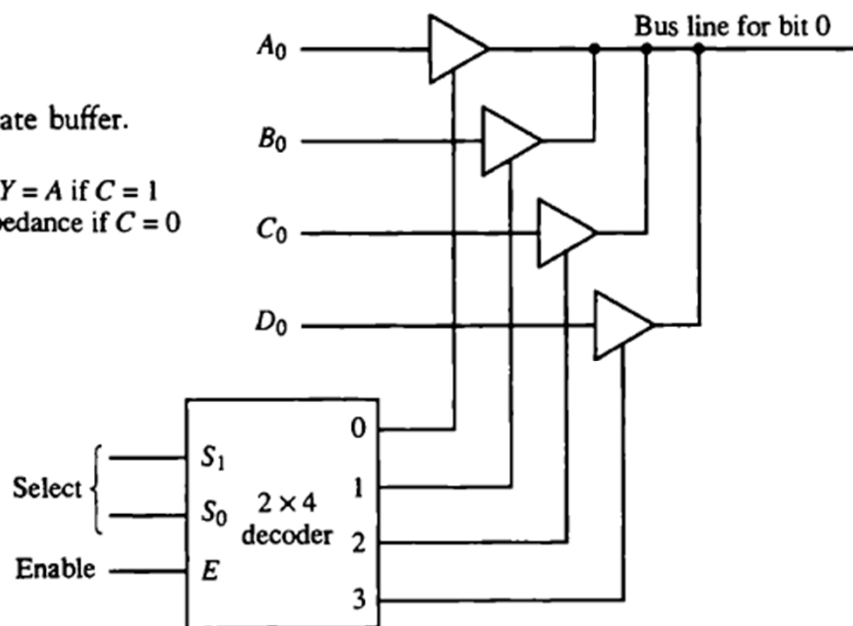 Bus line for bit 0
A0
ate buffer.
B0
Y = A if C = 1
pedance if C = 0
C0
D0
0
S1
1
Select
2 × 4
S0
decoder
2
Enable
E
3